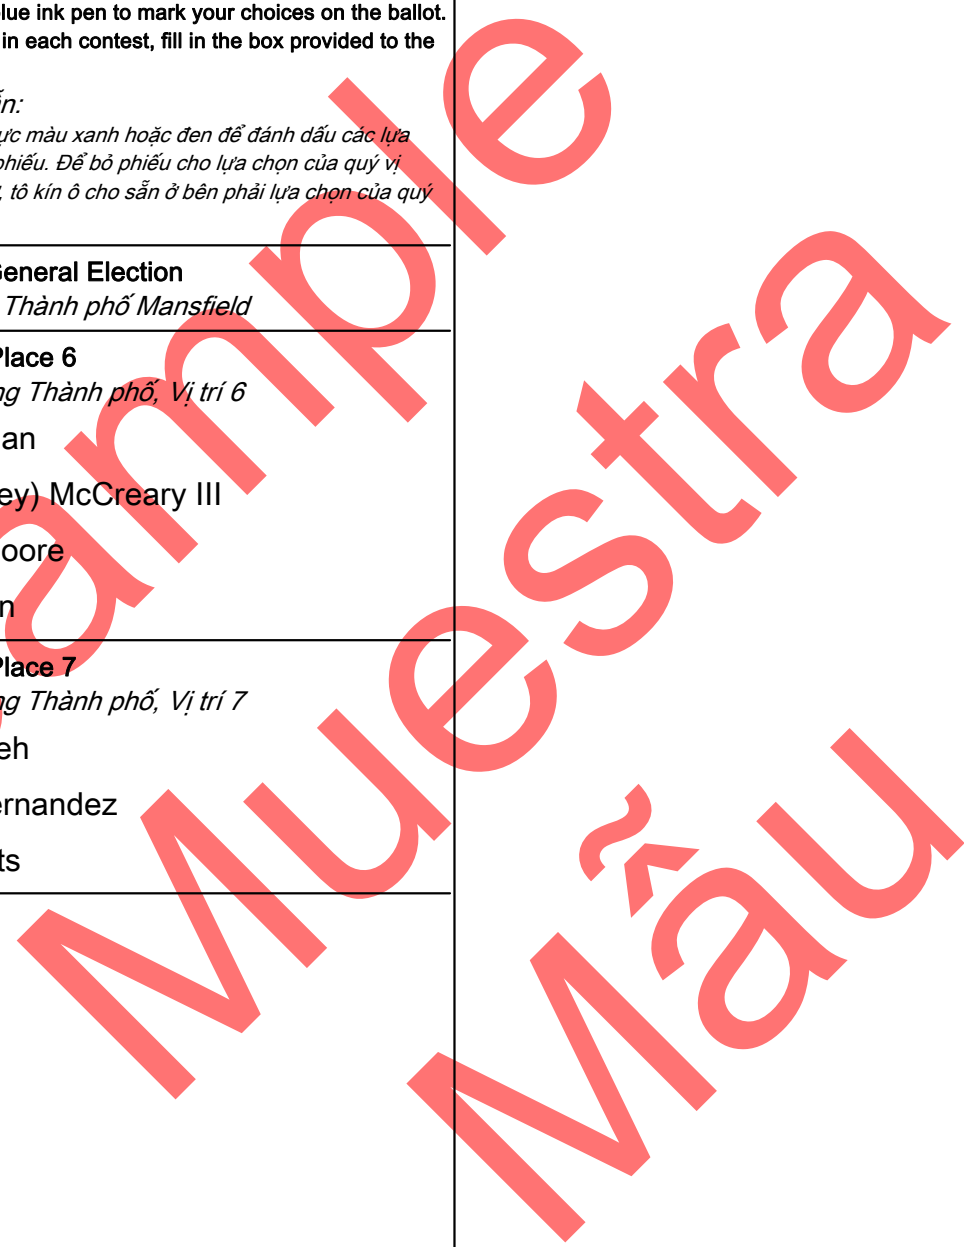 lue ink pen to mark your choices on the ballot.
in each contest, fill in the box provided to the
ẫn:
ực màu xanh hoặc đen để đánh dấu các lựa
phiếu. Để bỏ phiếu cho lựa chọn của quý vị
, tô kín ô cho sẵn ở bên phải lựa chọn của quý
General Election
Thành phố Mansfield
Place 6
ng Thành phố, Vị trí 6
an
ey) McCreary III
oore
n
Place 7
ng Thành phố, Vị trí 7
eh
ernandez
ts
ample
Muestra
Mẫu